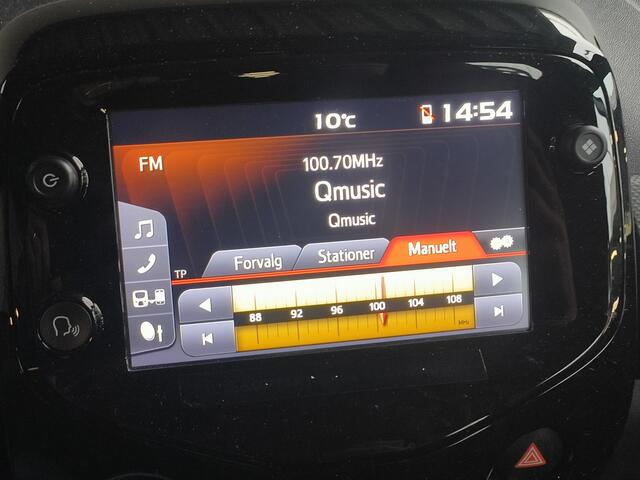 10°C
14:54
FM
100.70MHz
Qmusic
Qmusic
TP
Forvalg
Stationer
Manuelt
88 92 96 100 104 108
MHz